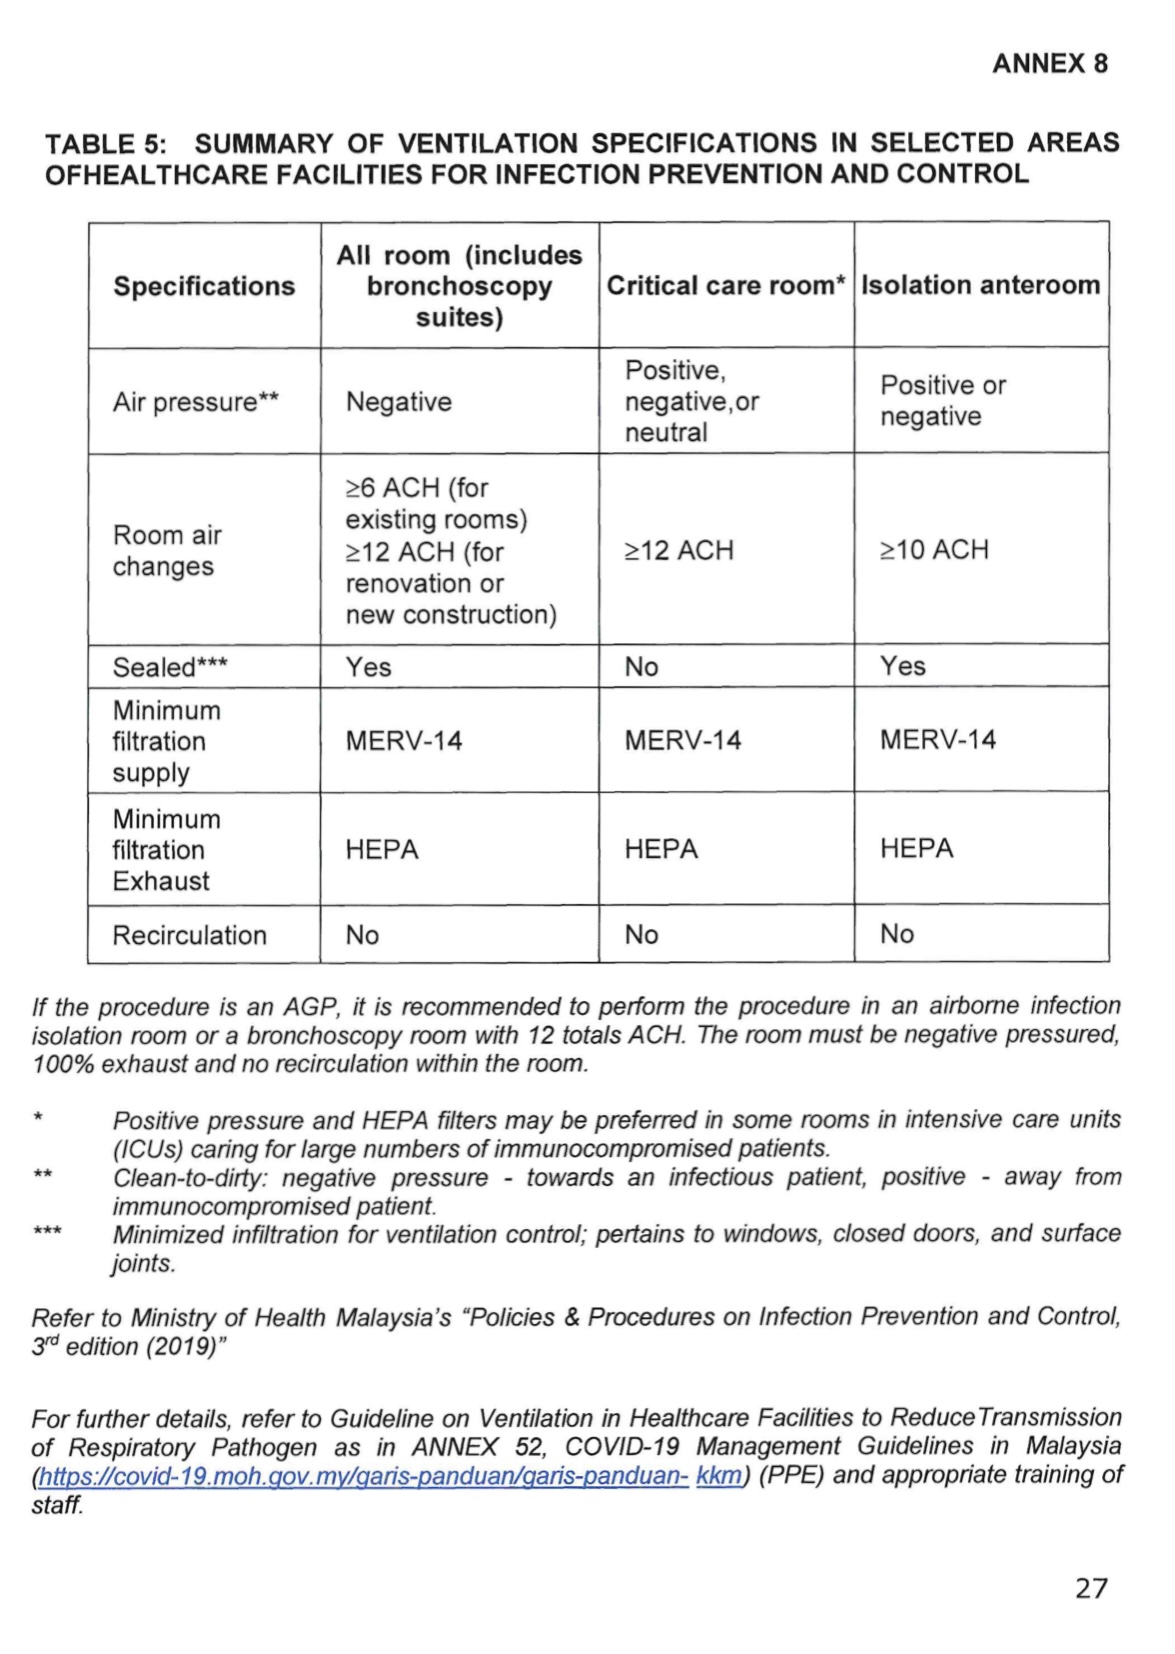 ANNEX 8
TABLE 5: SUMMARY OF VENTILATION SPECIFICATIONS IN SELECTED AREAS
OFHEALTHCARE FACILITIES FOR INFECTION PREVENTION AND CONTROL
Specifications
All room (includes
bronchoscopy
suites)
Critical care room*
Isolation anteroom
Air pressure**
Negative
Positive,
negative,or
neutral
Positive or
negative
Room air
changes
≥6 ACH (for
existing rooms)
≥12 ACH (for
renovation or
new construction)
≥12 ACH
≥10 ACH
Sealed***
Yes
No
Yes
Minimum
filtration
supply
MERV-14
MERV-14
MERV-14
Minimum
filtration
Exhaust
HEPA
HEPA
HEPA
Recirculation
No
No
No
If the procedure is an AGP, it is recommended to perform the procedure in an airborne infection
isolation room or a bronchoscopy room with 12 totals ACH. The room must be negative pressured,
100% exhaust and no recirculation within the room.
* Positive pressure and HEPA filters may be preferred in some rooms in intensive care units
(ICUs) caring for large numbers of immunocompromised patients.
** Clean-to-dirty: negative pressure - towards an infectious patient, positive - away from
immunocompromised patient.
*** Minimized infiltration for ventilation control; pertains to windows, closed doors, and surface
joints.
Refer to Ministry of Health Malaysia's “Policies & Procedures on Infection Prevention and Control,
3rd edition (2019)”
For further details, refer to Guideline on Ventilation in Healthcare Facilities to Reduce Transmission
of Respiratory Pathogen as in ANNEX 52, COVID-19 Management Guidelines in Malaysia
(https://covid-19.moh.gov.my/garis-panduan/garis-panduan- kkm) (PPE) and appropriate training of
staff.
27